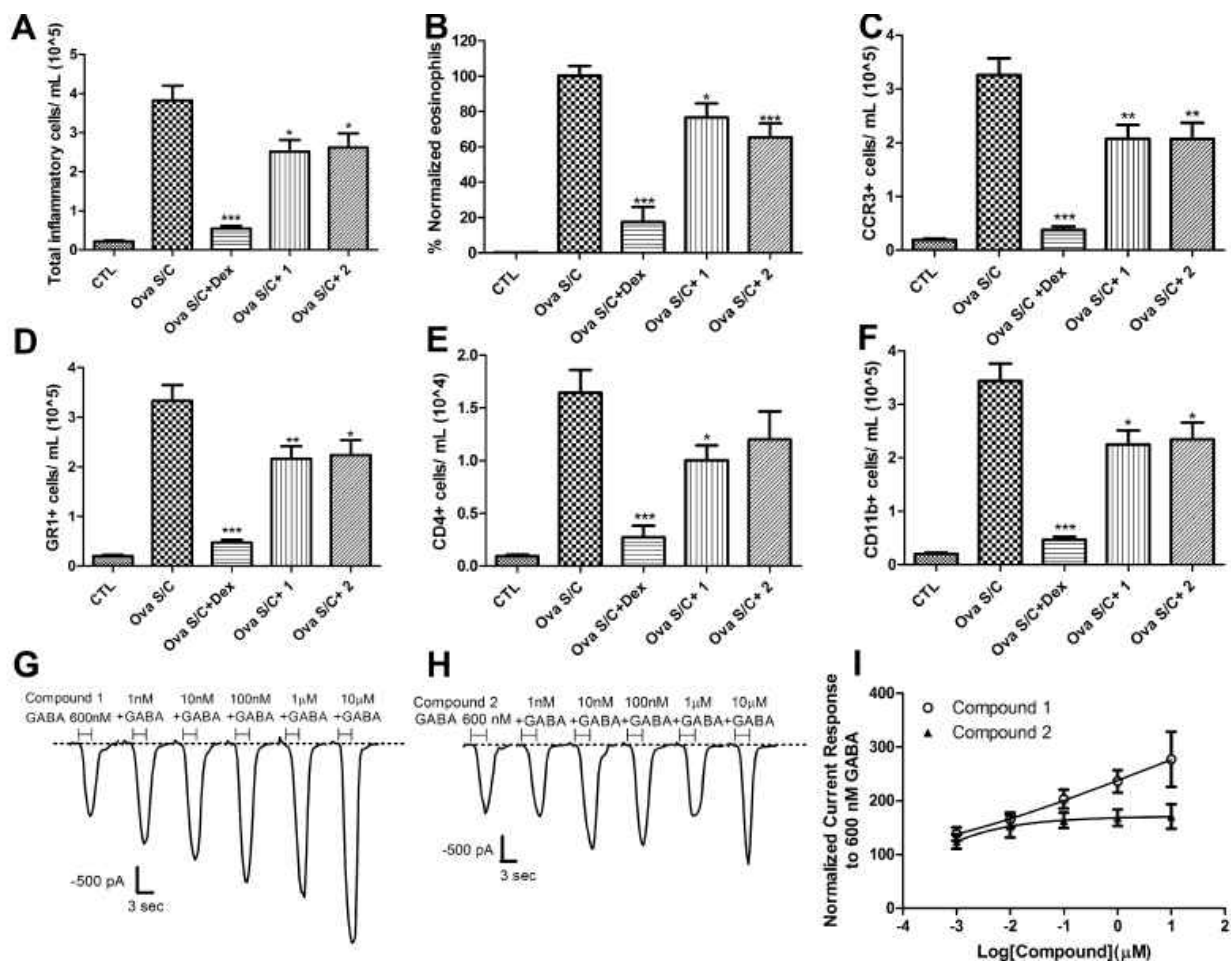 A
Total inflammatory cells/ mL (10^5)
5
4
3
2
1
0
***
*
*
CTL
Ova S/C
Ova S/C+Dex
Ova S/C+ 1
Ova S/C+ 2
B
% Normalized eosinophils
120
100
80
60
40
20
0
***
*
***
CTL
Ova S/C
Ova S/C+Dex
Ova S/C+ 1
Ova S/C+ 2
C
CCR3+ cells/ mL (10^5)
4
3
2
1
0
***
**
**
CTL
Ova S/C
Ova S/C +Dex
Ova S/C+ 1
Ova S/C+ 2
D
GR1+ cells/ mL (10^5)
4
3
2
1
0
***
**
*
CTL
Ova S/C
Ova S/C+Dex
Ova S/C+ 1
Ova S/C+ 2
E
CD4+ cells/ mL (10^4)
2.0
1.5
1.0
0.5
0.0
***
*
CTL
Ova S/C
Ova S/C+Dex
Ova S/C+ 1
Ova S/C+ 2
F
CD11b+ cells/ mL (10^5)
4
3
2
1
0
***
*
*
CTL
Ova S/C
Ova S/C+Dex
Ova S/C+ 1
Ova S/C+ 2
G
Compound 1 1nM 10nM 100nM 1μM 10μM
GABA 600nM +GABA +GABA +GABA +GABA +GABA
-500 pA
3 sec
H
Compound 2 1nM 10nM 100nM 1μM 10μM
GABA 600 nM +GABA+GABA +GABA+GABA+GABA
-500 pA
3 sec
I
Normalized Current Response
to 600 nM GABA
400
300
200
100
0
Compound 1
Compound 2
-4 -3 -2 -1 0 1 2
Log[Compound](μM)